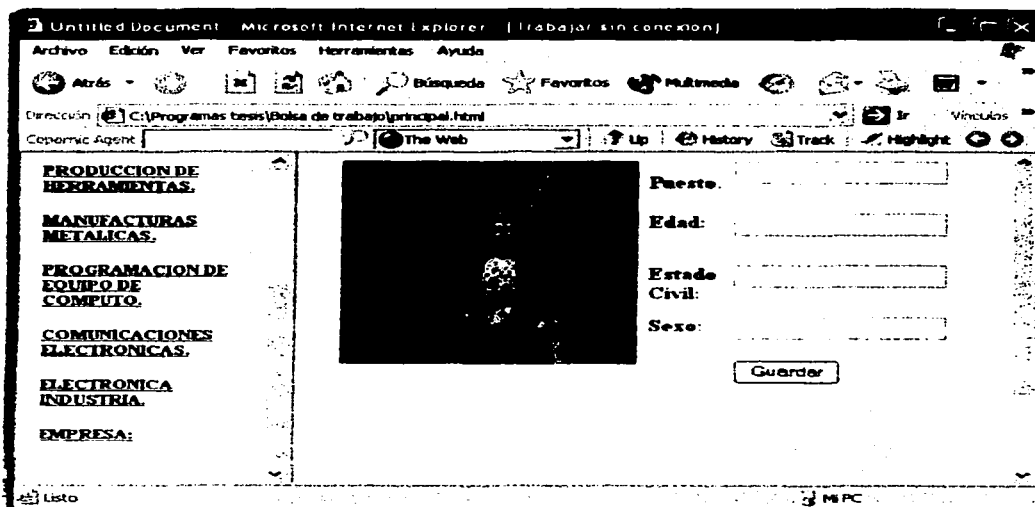 Untitled Document Microsoft Internet Explorer [Trabajar sin conexion]
Archivo Edición Ver Favoritos Herramientas Ayuda
Atrás Búsqueda Favoritos Multimedia
Dirección C:\Programas tesis\Bolsa de trabajo\principal.html Ir Vínculos
Copernic Agent The Web Up History Track Highlight
PRODUCCION DE
HERRAMIENTAS.
MANUFACTURAS
METALICAS.
PROGRAMACION DE
EQUIPO DE
COMPUTO.
COMUNICACIONES
ELECTRONICAS.
ELECTRONICA
INDUSTRIA.
EMPRESA:
Puesto.
Edad:
Estado
Civil:
Sexo:
Guardar
Listo Mi PC